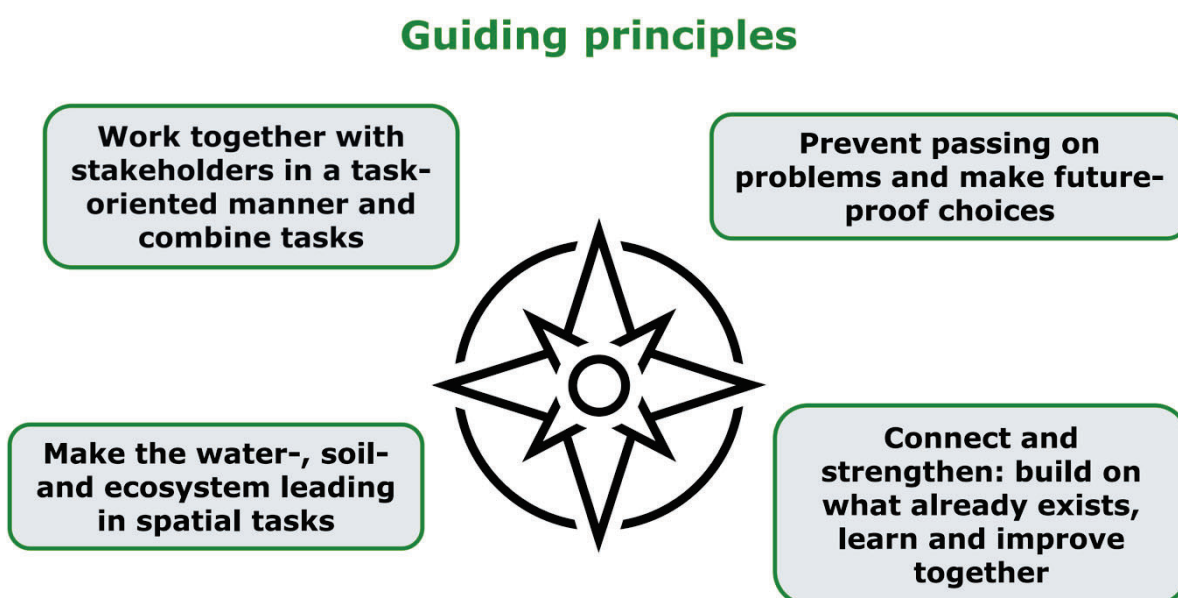 Guiding principles
Work together with
stakeholders in a task-
oriented manner and
combine tasks
Prevent passing on
problems and make future-
proof choices
Make the water-, soil-
and ecosystem leading
in spatial tasks
Connect and
strengthen: build on
what already exists,
learn and improve
together